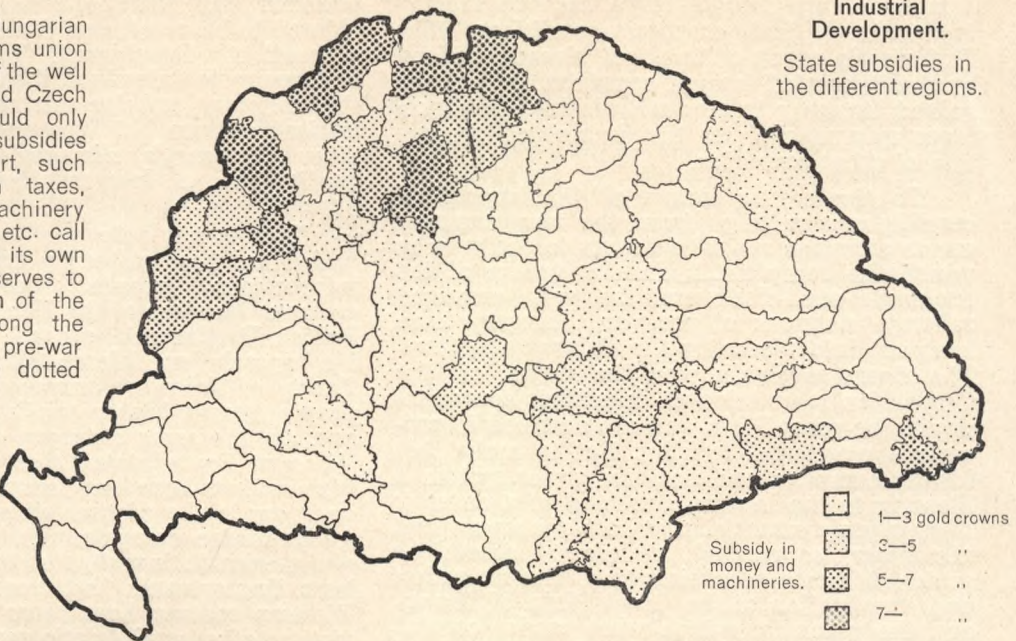 ungarian
ms union
f the well
d Czech
uld only
subsidies
rt, such
taxes,
achinery
etc. call
its own
serves to
of the
ong the
pre-war
dotted
Industrial
Development.
State subsidies in
the different regions.
Subsidy in
money and
machineries.
1—3 gold crowns
3—5 „
5—7 „
7— „